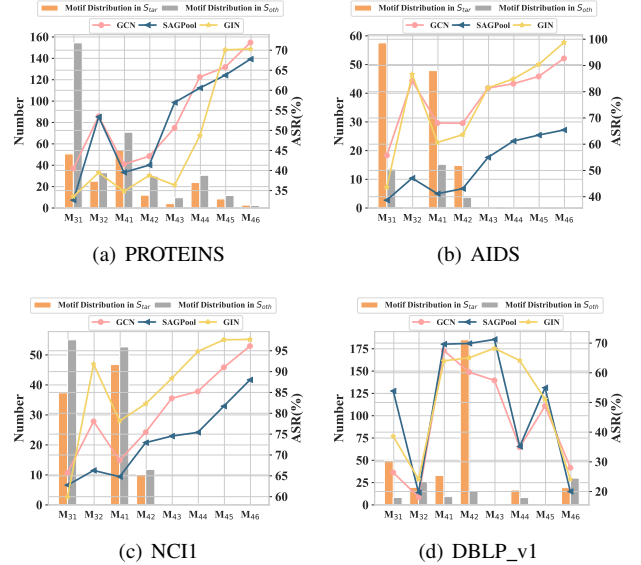 Motif Distribution in S_tar Motif Distribution in S_oth
GCN SAGPool GIN
160
140
120
100
80
60
40
20
0
Number
70
65
60
55
50
45
40
35
ASR(%)
M31 M32 M41 M42 M43 M44 M45 M46
(a) PROTEINS
Motif Distribution in S_tar Motif Distribution in S_oth
GCN SAGPool GIN
60
50
40
30
20
10
0
Number
100
90
80
70
60
50
40
ASR(%)
M31 M32 M41 M42 M43 M44 M45 M46
(b) AIDS
Motif Distribution in S_tar Motif Distribution in S_oth
GCN SAGPool GIN
50
40
30
20
10
0
Number
95
90
85
80
75
70
65
60
ASR(%)
M31 M32 M41 M42 M43 M44 M45 M46
(c) NCI1
Motif Distribution in S_tar Motif Distribution in S_oth
GCN SAGPool GIN
175
150
125
100
75
50
25
0
Number
70
60
50
40
30
20
ASR(%)
M31 M32 M41 M42 M43 M44 M45 M46
(d) DBLP_v1